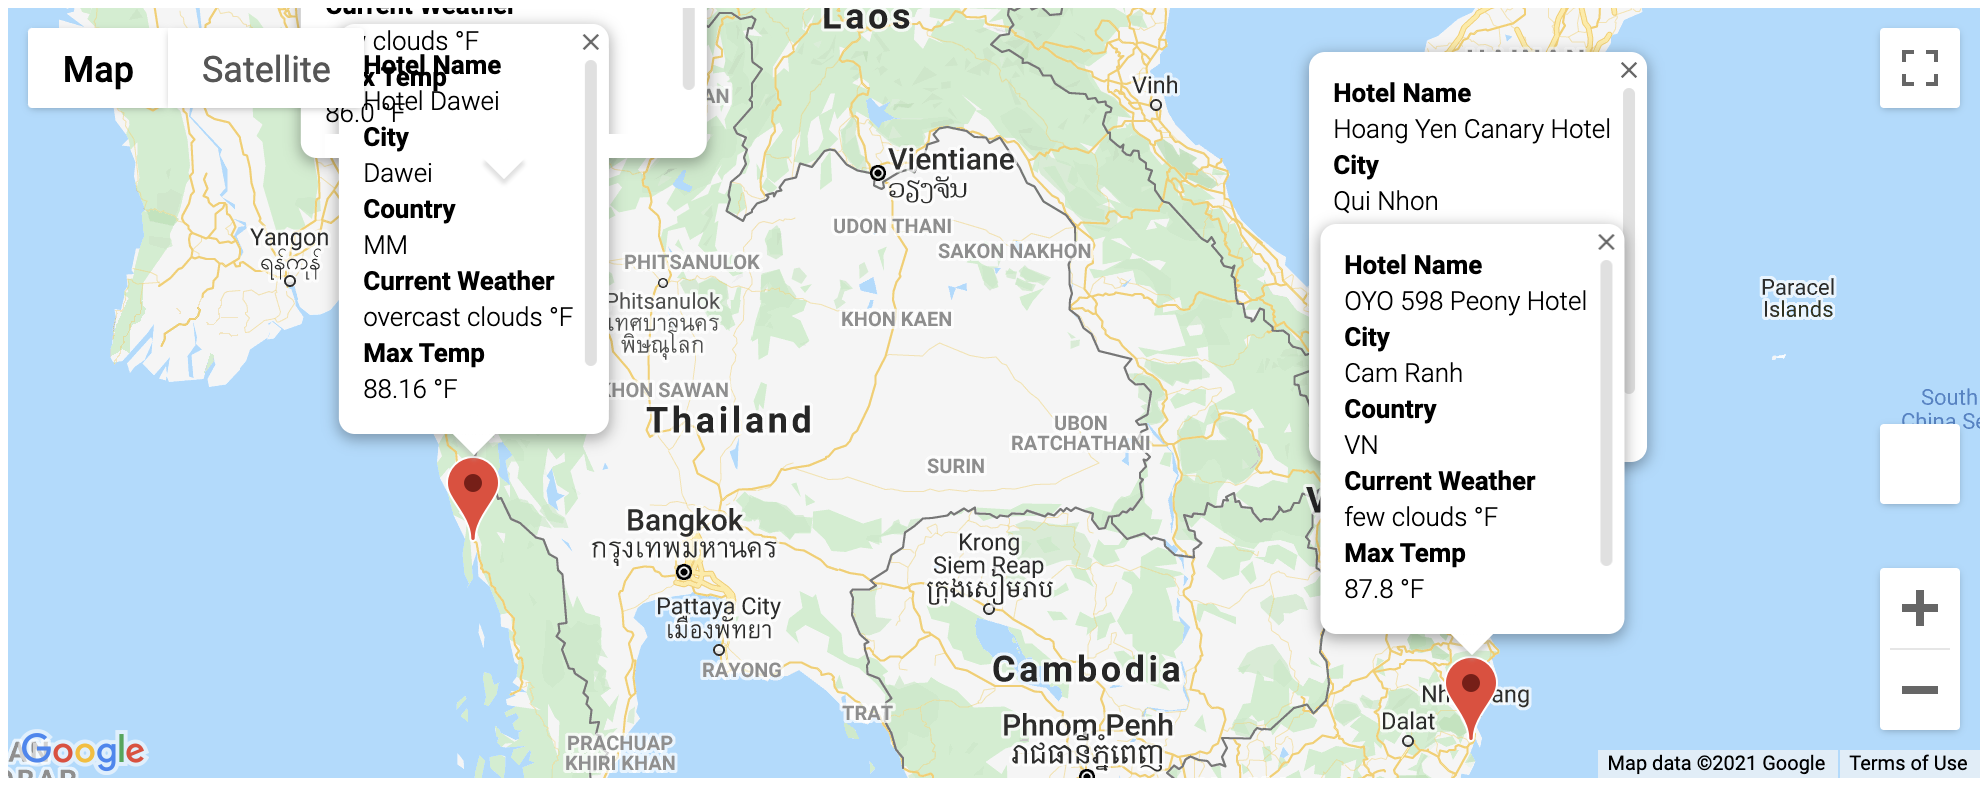 Map
Satellite
Current Weather
clouds °F
x Temp
86.0 °F
Hotel Name
Hotel Dawei
City
Dawei
Country
MM
Current Weather
overcast clouds °F
Max Temp
88.16 °F
Hotel Name
Hoang Yen Canary Hotel
City
Qui Nhon
Hotel Name
OYO 598 Peony Hotel
City
Cam Ranh
Country
VN
Current Weather
few clouds °F
Max Temp
87.8 °F
Laos
Vinh
Vientiane
ວຽງຈັນ
UDON THANI
SAKON NAKHON
Yangon
ရန်ကုန်
PHITSANULOK
Phitsanulok
เทศบาลนคร
พิษณุโลก
KHON KAEN
KHON SAWAN
Thailand
UBON
RATCHATHANI
SURIN
Paracel
Islands
South
China Se
Bangkok
กรุงเทพมหานคร
Krong
Siem Reap
ក្រុងសៀមរាប
Pattaya City
เมืองพัทยา
RAYONG
Cambodia
TRAT
Phnom Penh
រាជធានីភ្នំពេញ
Dalat
PRACHUAP
KHIRI KHAN
Google
Map data ©2021 Google
Terms of Use